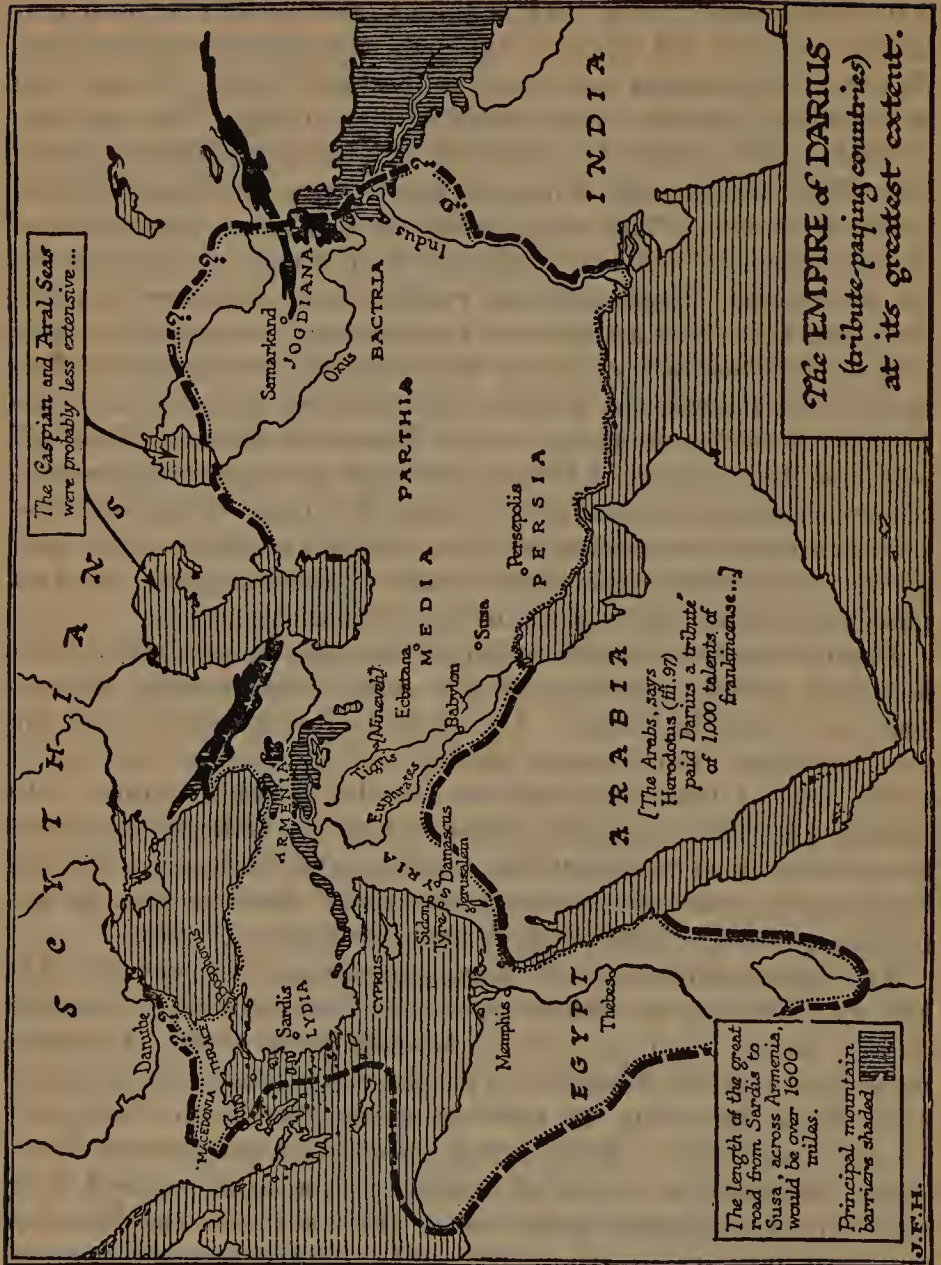 The EMPIRE of DARIUS
(tribute-paying countries)
at its greatest extent.
The Caspian and Aral Seas
were probably less extensive...
SCYTHIANS
Danube
Bosphorus
THRACE
MACEDONIA
Sardis
LYDIA
ARMENIA
CYPRUS
SYRIA
Sidon
Tyre
Damascus
Jerusalem
Euphrates
Tigris
[Nineveh]
Ecbatana
MEDIA
Babylon
Susa
Persepolis
PERSIA
PARTHIA
Samarkand
JOGDIANA
Oxus
BACTRIA
Indus
INDIA
?
?
?
?
?
?
Memphis
EGYPT
Thebes
ARABIA
[The Arabs, says
Herodotus (iii.97)
paid Darius a "tribute"
of 1,000 talents of
frankincense...]
The length of the great
road from Sardis to
Susa, across Armenia,
would be over 1600
miles.
Principal mountain
barriers shaded
J.F.H.